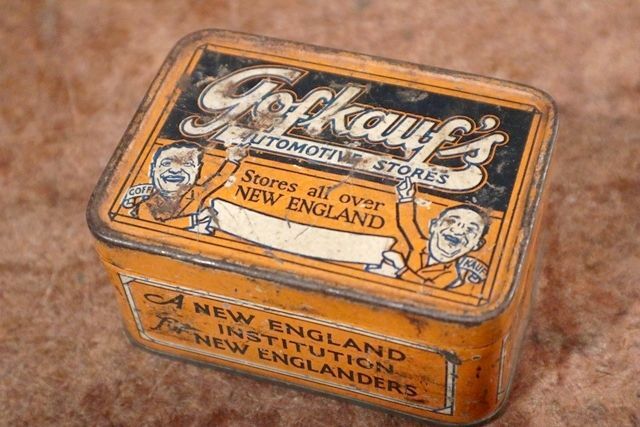 Gofkauf's
AUTOMOTIVE STORES
COFF
Stores all over
NEW ENGLAND
KAUF
A NEW ENGLAND
INSTITUTION
For NEW ENGLANDERS